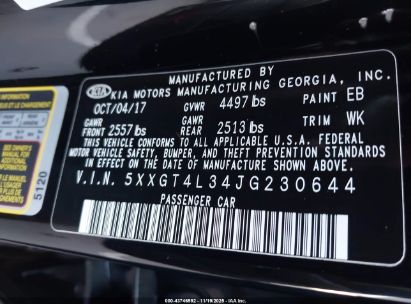 MANUFACTURED BY
KIA KIA MOTORS MANUFACTURING GEORGIA, INC.
OCT/04/17 GVWR 4497 lbs PAINT EB
GAWR FRONT 2557 lbs GAWR REAR 2513 lbs TRIM WK
THIS VEHICLE CONFORMS TO ALL APPLICABLE U.S.A. FEDERAL
MOTOR VEHICLE SAFETY, BUMPER, AND THEFT PREVENTION STANDARDS
IN EFFECT ON THE DATE OF MANUFACTURE SHOWN ABOVE.
V.I.N. 5XXGT4L34JG230644
PASSENGER CAR
5120